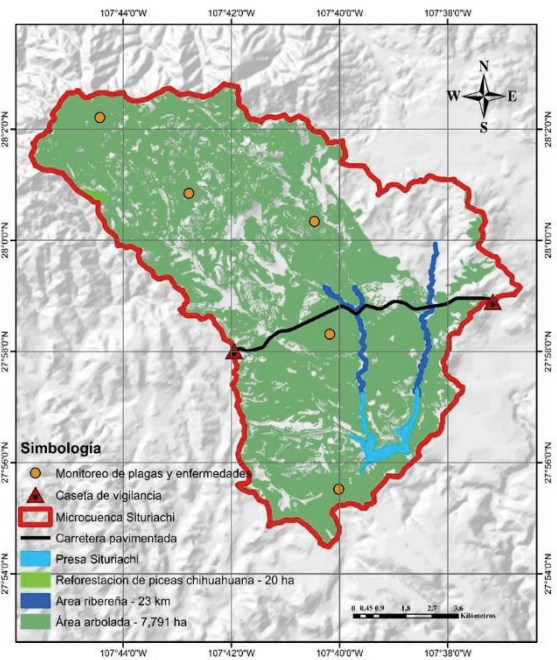 107°44'0"W 107°42'0"W 107°40'0"W 107°38'0"W
N
W E
S
28°2'0"N 28°2'0"N
28°0'0"N 28°0'0"N
27°58'0"N 27°58'0"N
27°56'0"N 27°56'0"N
27°54'0"N 27°54'0"N
Simbología
Monitoreo de plagas y enfermedades
Caseta de vigilancia
Microcuenca Situriachi
Carretera pavimentada
Presa Situriachi
Reforestacion de piceas chihuahuana - 20 ha
Area ribereña - 23 km
Área arbolada - 7,791 ha
0 0.45 0.9 1.8 2.7 3.6
Kilómetros
107°44'0"W 107°42'0"W 107°40'0"W 107°38'0"W